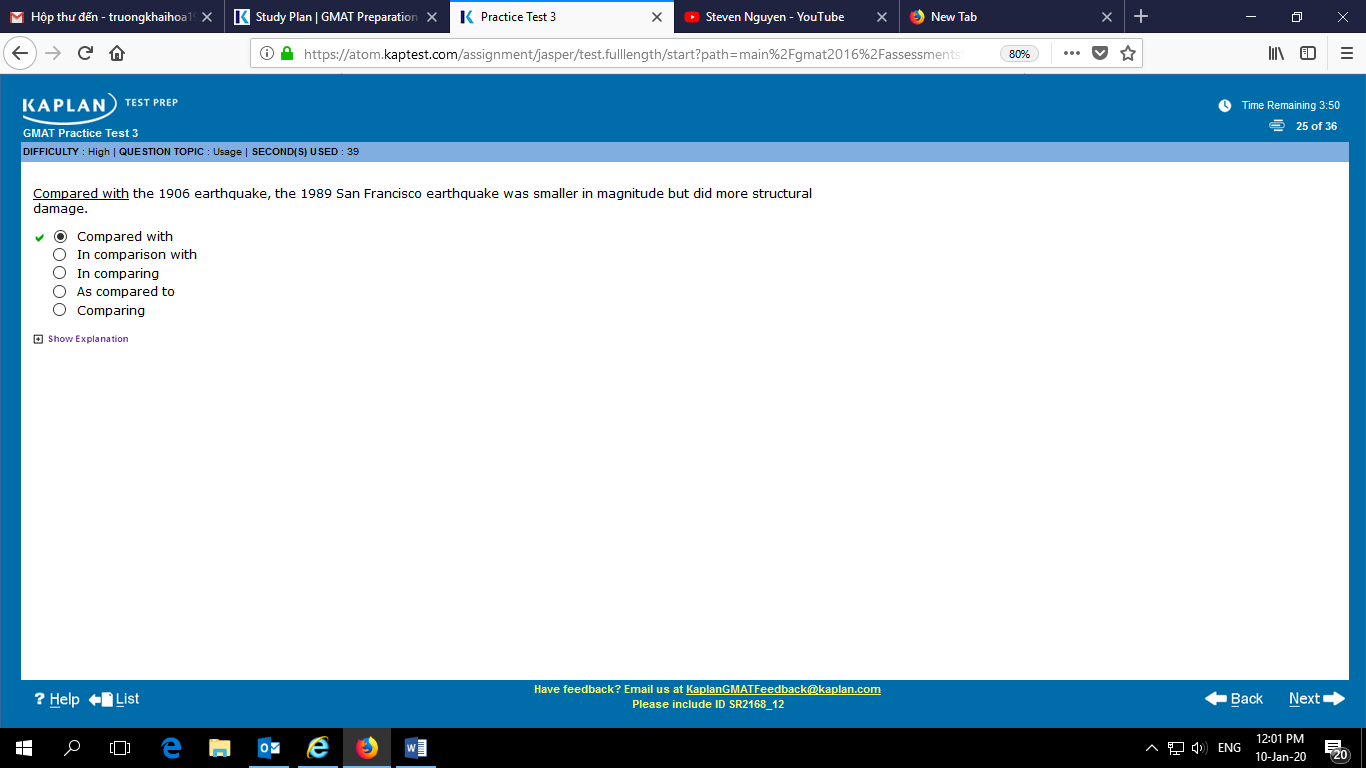 Hộp thư đến - truongkhaihoa
Study Plan | GMAT Preparation
Practice Test 3
Steven Nguyen - YouTube
New Tab
https://atom.kaptest.com/assignment/jasper/test.fulllength/start?path=main%2Fgmat2016%2Fassessments
80%
KAPLAN TEST PREP
GMAT Practice Test 3
Time Remaining 3:50
25 of 36
DIFFICULTY : High | QUESTION TOPIC : Usage | SECOND(S) USED : 39
Compared with the 1906 earthquake, the 1989 San Francisco earthquake was smaller in magnitude but did more structural
damage.
Compared with
In comparison with
In comparing
As compared to
Comparing
Show Explanation
? Help List
Have feedback? Email us at KaplanGMATFeedback@kaplan.com
Please include ID SR2168_12
Back Next
ENG
12:01 PM
10-Jan-20
20